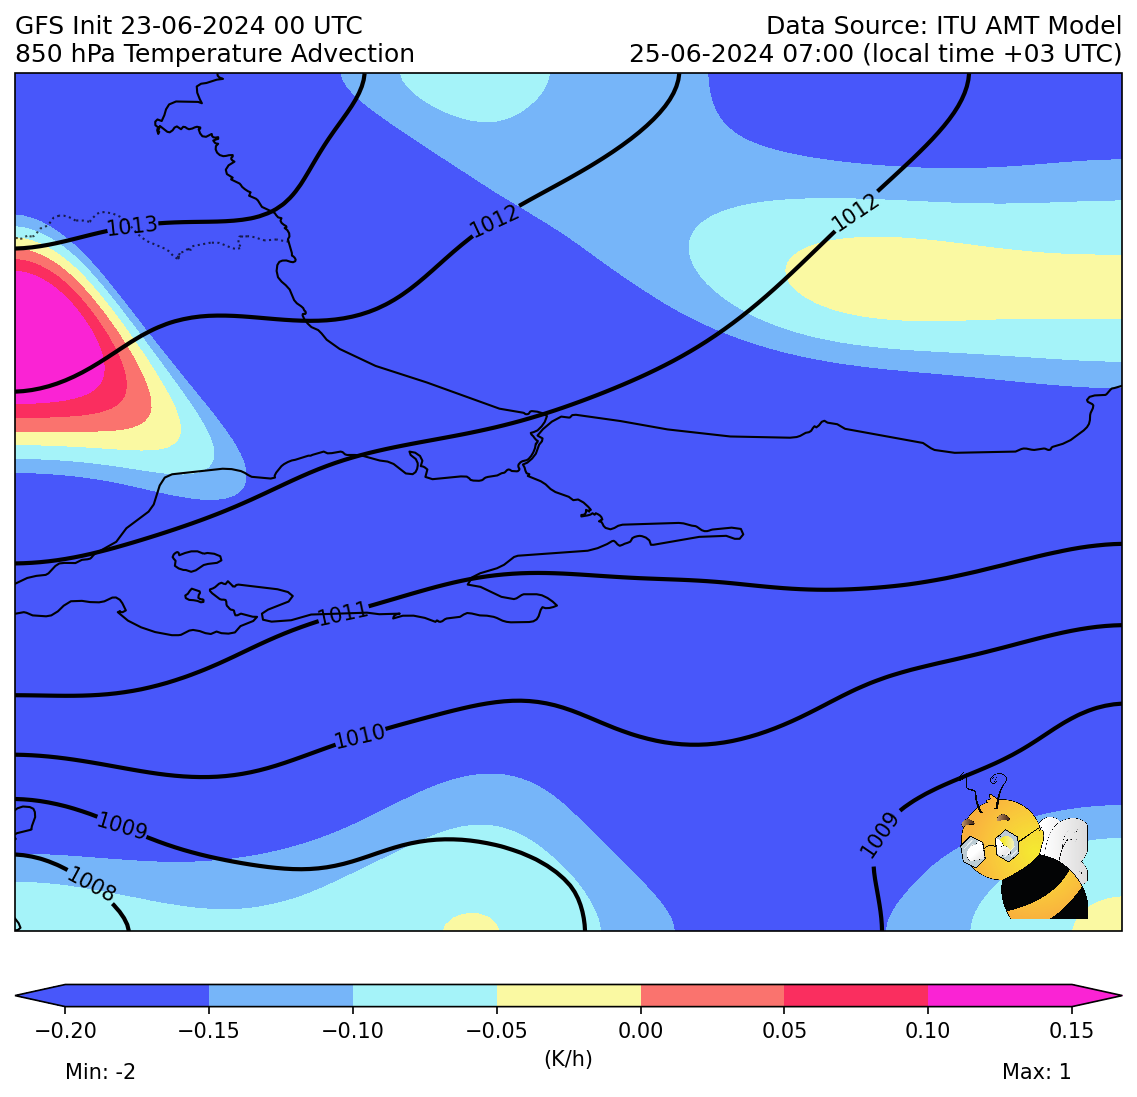 GFS Init 23-06-2024 00 UTC
Data Source: ITU AMT Model
850 hPa Temperature Advection
25-06-2024 07:00 (local time +03 UTC)
1013
1012
1012
1011
1010
1009
1009
1008
−0.20 −0.15 −0.10 −0.05 0.00 0.05 0.10 0.15
(K/h)
Min: -2
Max: 1